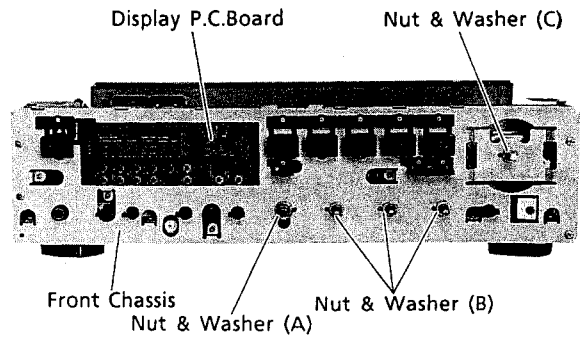 Display P.C.Board
Nut & Washer (C)
Front Chassis
Nut & Washer (A)
Nut & Washer (B)